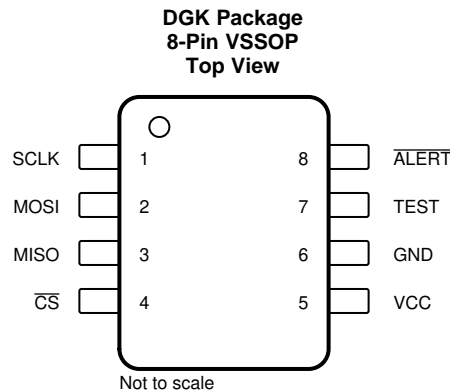 DGK Package
8-Pin VSSOP
Top View
SCLK 1 8 ALERT
MOSI 2 7 TEST
MISO 3 6 GND
CS 4 5 VCC
Not to scale